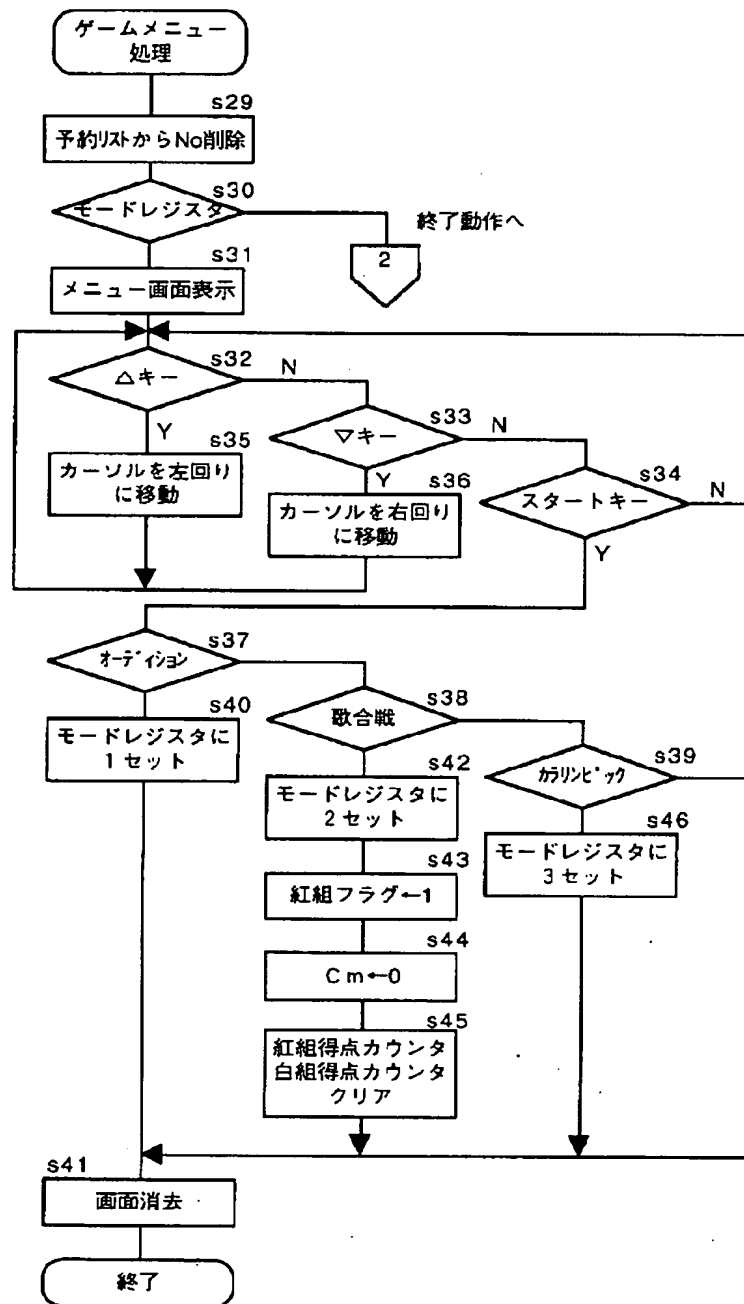 ゲームメニュー
処理
s29
予約リストからNo削除
s30
モードレジスタ
終了動作へ
2
s31
メニュー画面表示
s32
△キー
N
Y
s33
▽キー
N
Y
s34
スタートキー
N
Y
s35
カーソルを左回り
に移動
s36
カーソルを右回り
に移動
s37
オーディション
s38
歌合戦
s39
カラリンピック
s40
モードレジスタに
1セット
s42
モードレジスタに
2セット
s46
モードレジスタに
3セット
s43
紅組フラグ←1
s44
Cm←0
s45
紅組得点カウンタ
白組得点カウンタ
クリア
s41
画面消去
終了